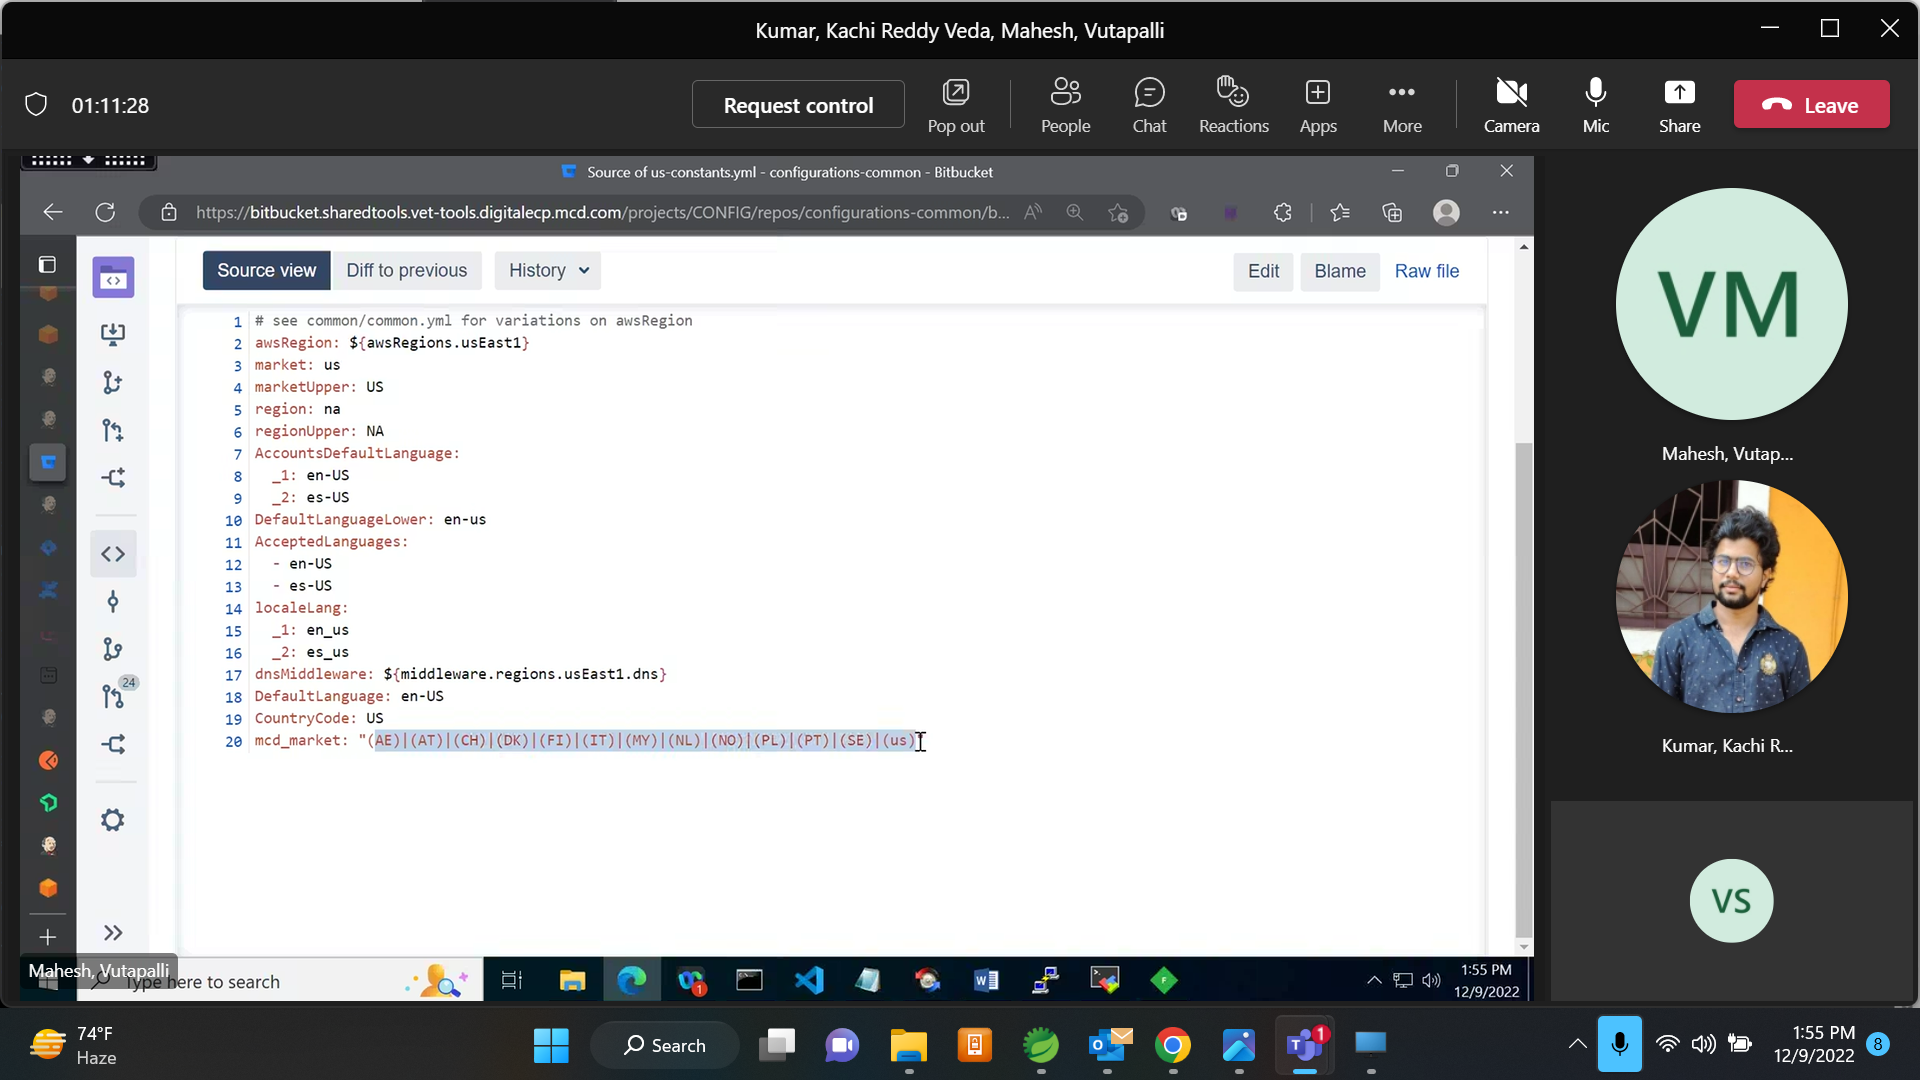 Kumar, Kachi Reddy Veda, Mahesh, Vutapalli
01:11:28
Request control
Pop out
People
Chat
Reactions
Apps
More
Camera
Mic
Share
Leave
Source of us-constants.yml - configurations-common - Bitbucket
https://bitbucket.sharedtools.vet-tools.digitalecp.mcd.com/projects/CONFIG/repos/configurations-common/b...
Source view
Diff to previous
History
Edit
Blame
Raw file
1 # see common/common.yml for variations on awsRegion
2 awsRegion: ${awsRegions.usEast1}
3 market: us
4 marketUpper: US
5 region: na
6 regionUpper: NA
7 AccountsDefaultLanguage:
8 _1: en-US
9 _2: es-US
10 DefaultLanguageLower: en-us
11 AcceptedLanguages:
12 - en-US
13 - es-US
14 localeLang:
15 _1: en_us
16 _2: es_us
17 dnsMiddleware: ${middleware.regions.usEast1.dns}
18 DefaultLanguage: en-US
19 CountryCode: US
20 mcd_market: "(AE)|(AT)|(CH)|(DK)|(FI)|(IT)|(MY)|(NL)|(NO)|(PL)|(PT)|(SE)|(us)"
24
VM
Mahesh, Vutap...
Kumar, Kachi R...
VS
Mahesh, Vutapalli
Type here to search
1
1:55 PM
12/9/2022
74°F
Haze
Search
1
1:55 PM
12/9/2022
8